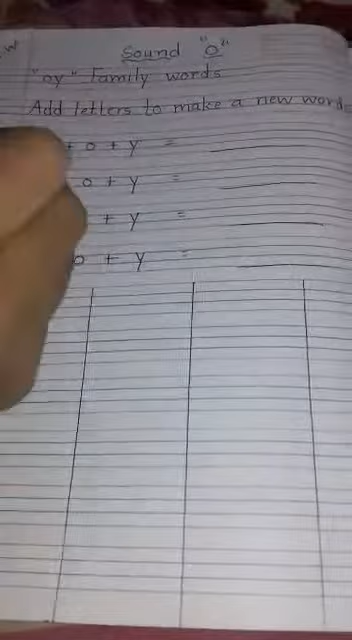 Sound "o"
"oy" Family words
Add letters to make a new word
+ o + y =
o + y =
+ y =
o + y =